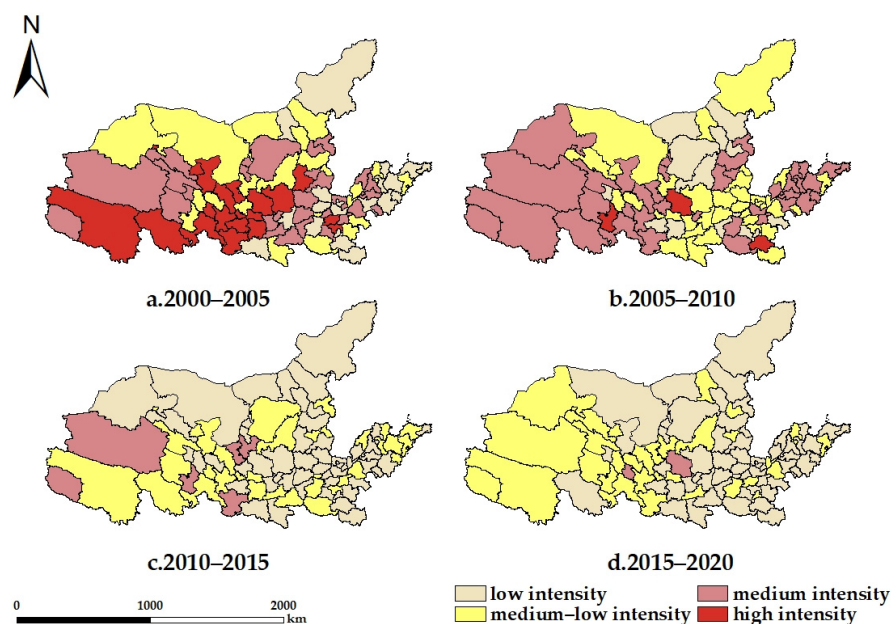 N
a.2000–2005
b.2005–2010
c.2010–2015
d.2015–2020
0 1000 2000
km
low intensity
medium intensity
medium–low intensity
high intensity